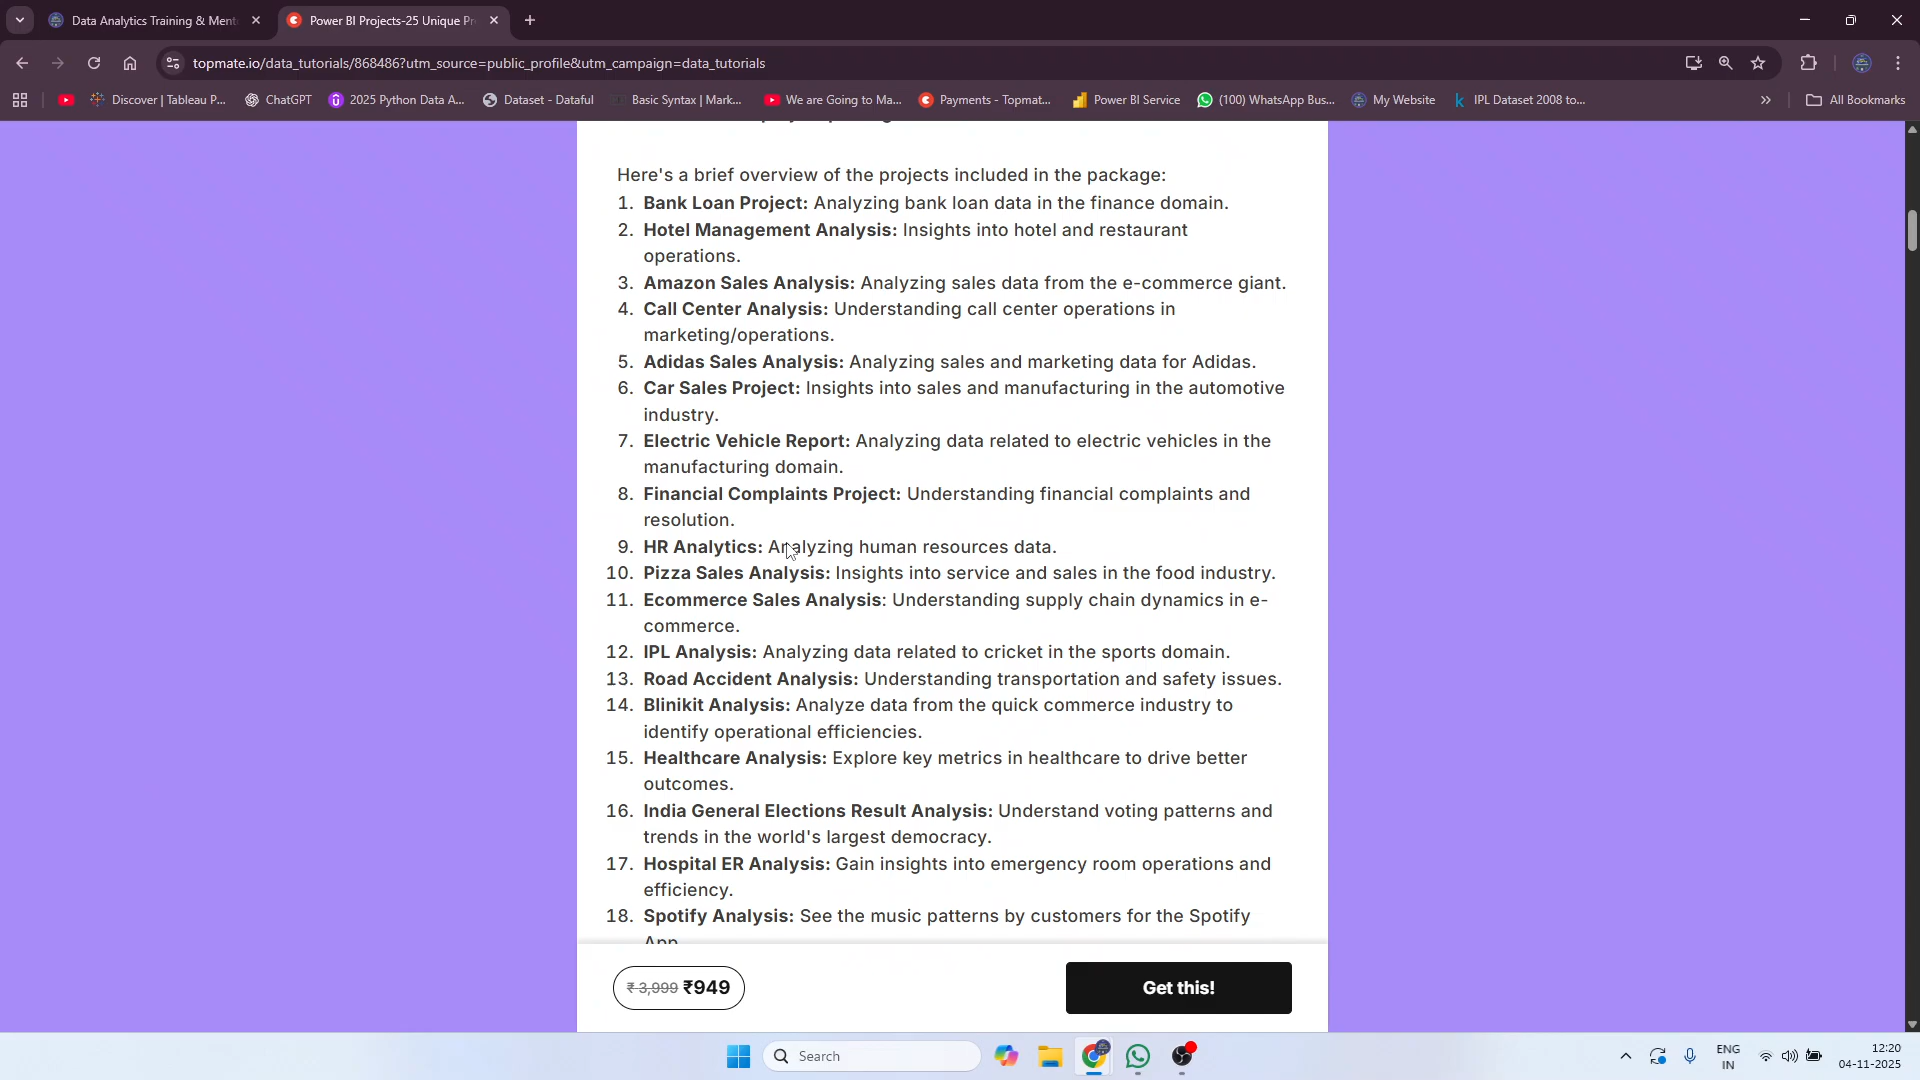 Data Analytics Training & Ment
Power BI Projects-25 Unique Pr
topmate.io/data_tutorials/868486?utm_source=public_profile&utm_campaign=data_tutorials
Discover | Tableau P...
ChatGPT
2025 Python Data A...
Dataset - Dataful
Basic Syntax | Mark...
We are Going to Ma...
Payments - Topmat...
Power BI Service
(100) WhatsApp Bus...
My Website
IPL Dataset 2008 to...
All Bookmarks
Here's a brief overview of the projects included in the package:
1. Bank Loan Project: Analyzing bank loan data in the finance domain.
2. Hotel Management Analysis: Insights into hotel and restaurant
operations.
3. Amazon Sales Analysis: Analyzing sales data from the e-commerce giant.
4. Call Center Analysis: Understanding call center operations in
marketing/operations.
5. Adidas Sales Analysis: Analyzing sales and marketing data for Adidas.
6. Car Sales Project: Insights into sales and manufacturing in the automotive
industry.
7. Electric Vehicle Report: Analyzing data related to electric vehicles in the
manufacturing domain.
8. Financial Complaints Project: Understanding financial complaints and
resolution.
9. HR Analytics: Analyzing human resources data.
10. Pizza Sales Analysis: Insights into service and sales in the food industry.
11. Ecommerce Sales Analysis: Understanding supply chain dynamics in e-
commerce.
12. IPL Analysis: Analyzing data related to cricket in the sports domain.
13. Road Accident Analysis: Understanding transportation and safety issues.
14. Blinikit Analysis: Analyze data from the quick commerce industry to
identify operational efficiencies.
15. Healthcare Analysis: Explore key metrics in healthcare to drive better
outcomes.
16. India General Elections Result Analysis: Understand voting patterns and
trends in the world's largest democracy.
17. Hospital ER Analysis: Gain insights into emergency room operations and
efficiency.
18. Spotify Analysis: See the music patterns by customers for the Spotify
App
₹ 3,999 ₹949
Get this!
Search
ENG
IN
12:20
04-11-2025